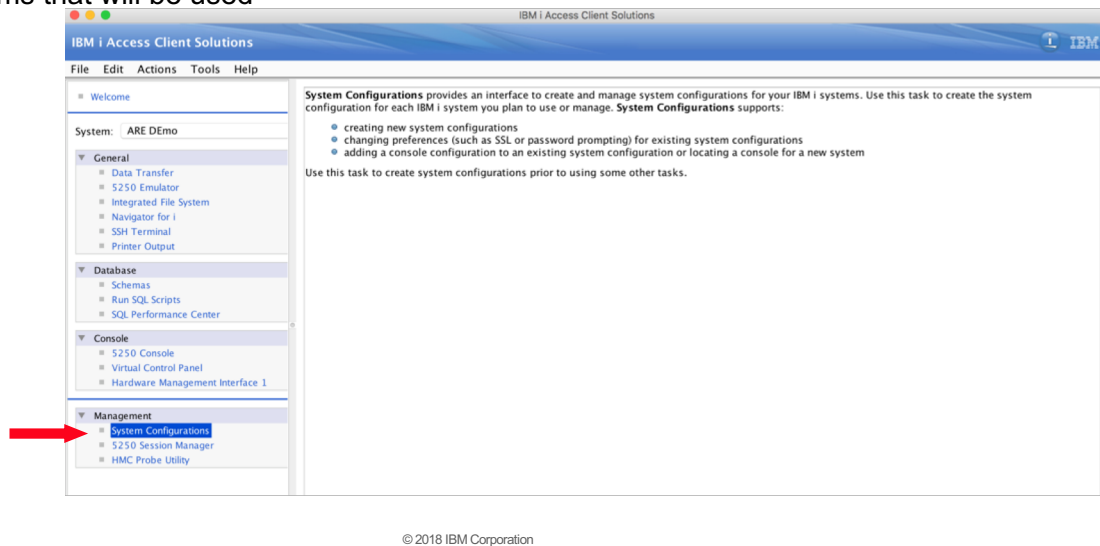 ms that will be used
IBM i Access Client Solutions
IBM i Access Client Solutions
IBM
File Edit Actions Tools Help
Welcome
System: ARE DEmo
General
Data Transfer
5250 Emulator
Integrated File System
Navigator for i
SSH Terminal
Printer Output
Database
Schemas
Run SQL Scripts
SQL Performance Center
Console
5250 Console
Virtual Control Panel
Hardware Management Interface 1
Management
System Configurations
5250 Session Manager
HMC Probe Utility
System Configurations provides an interface to create and manage system configurations for your IBM i systems. Use this task to create the system
configuration for each IBM i system you plan to use or manage. System Configurations supports:
creating new system configurations
changing preferences (such as SSL or password prompting) for existing system configurations
adding a console configuration to an existing system configuration or locating a console for a new system
Use this task to create system configurations prior to using some other tasks.
© 2018 IBM Corporation